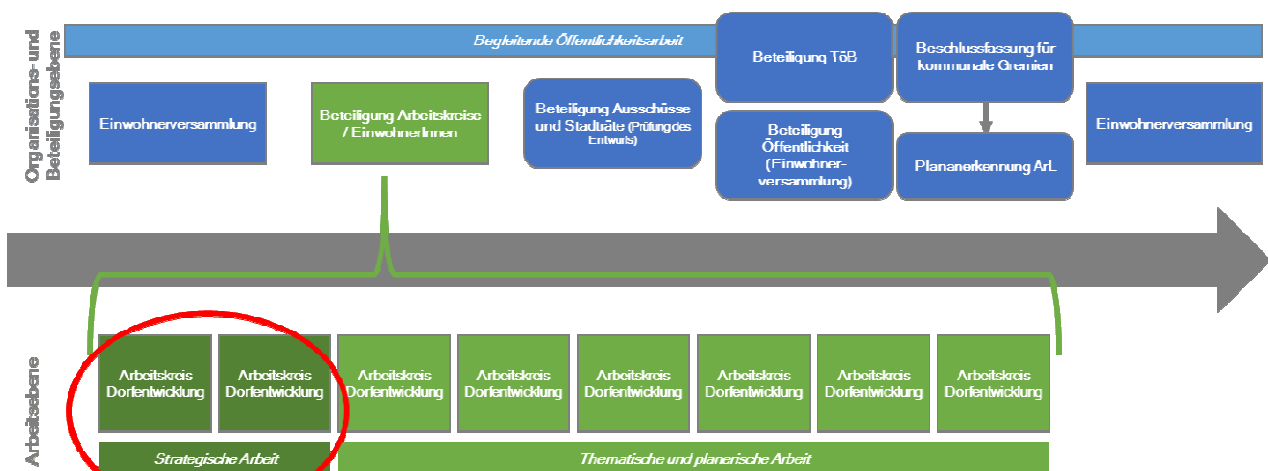 Organisations- und
Beteiligungsebene
Begleitende Öffentlichkeitsarbeit
Einwohnerversammlung
Beteiligung Arbeitskreise
/ EinwohnerInnen
Beteiligung Ausschüsse
und Stadträte (Prüfung des
Entwurfs)
Beteiligung TöB
Beteiligung
Öffentlichkeit
(Einwohner-
versammlung)
Beschlussfassung für
kommunale Gremien
Plananerkennung ArL
Einwohnerversammlung
Arbeitsebene
Arbeitskreis
Dorfentwicklung
Arbeitskreis
Dorfentwicklung
Arbeitskreis
Dorfentwicklung
Arbeitskreis
Dorfentwicklung
Arbeitskreis
Dorfentwicklung
Arbeitskreis
Dorfentwicklung
Arbeitskreis
Dorfentwicklung
Arbeitskreis
Dorfentwicklung
Strategische Arbeit
Thematische und planerische Arbeit